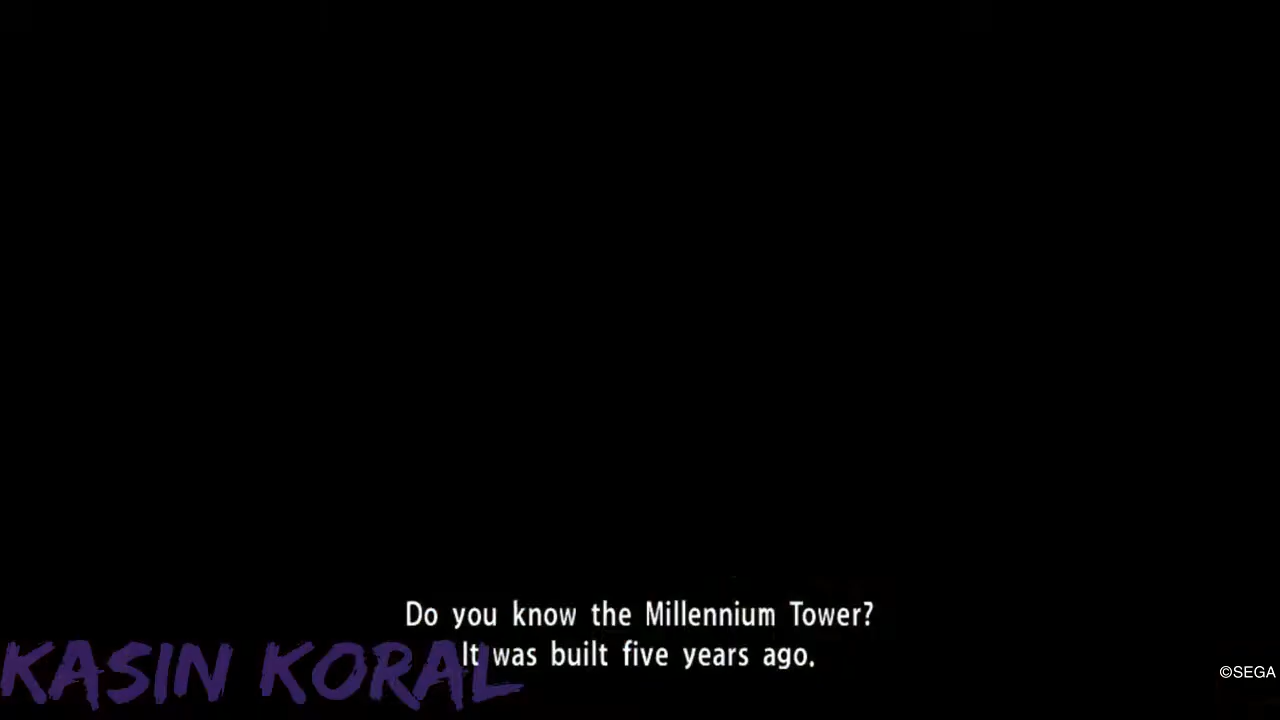 Do you know the Millennium Tower?
It was built five years ago.
KASIN KORAL
©SEGA